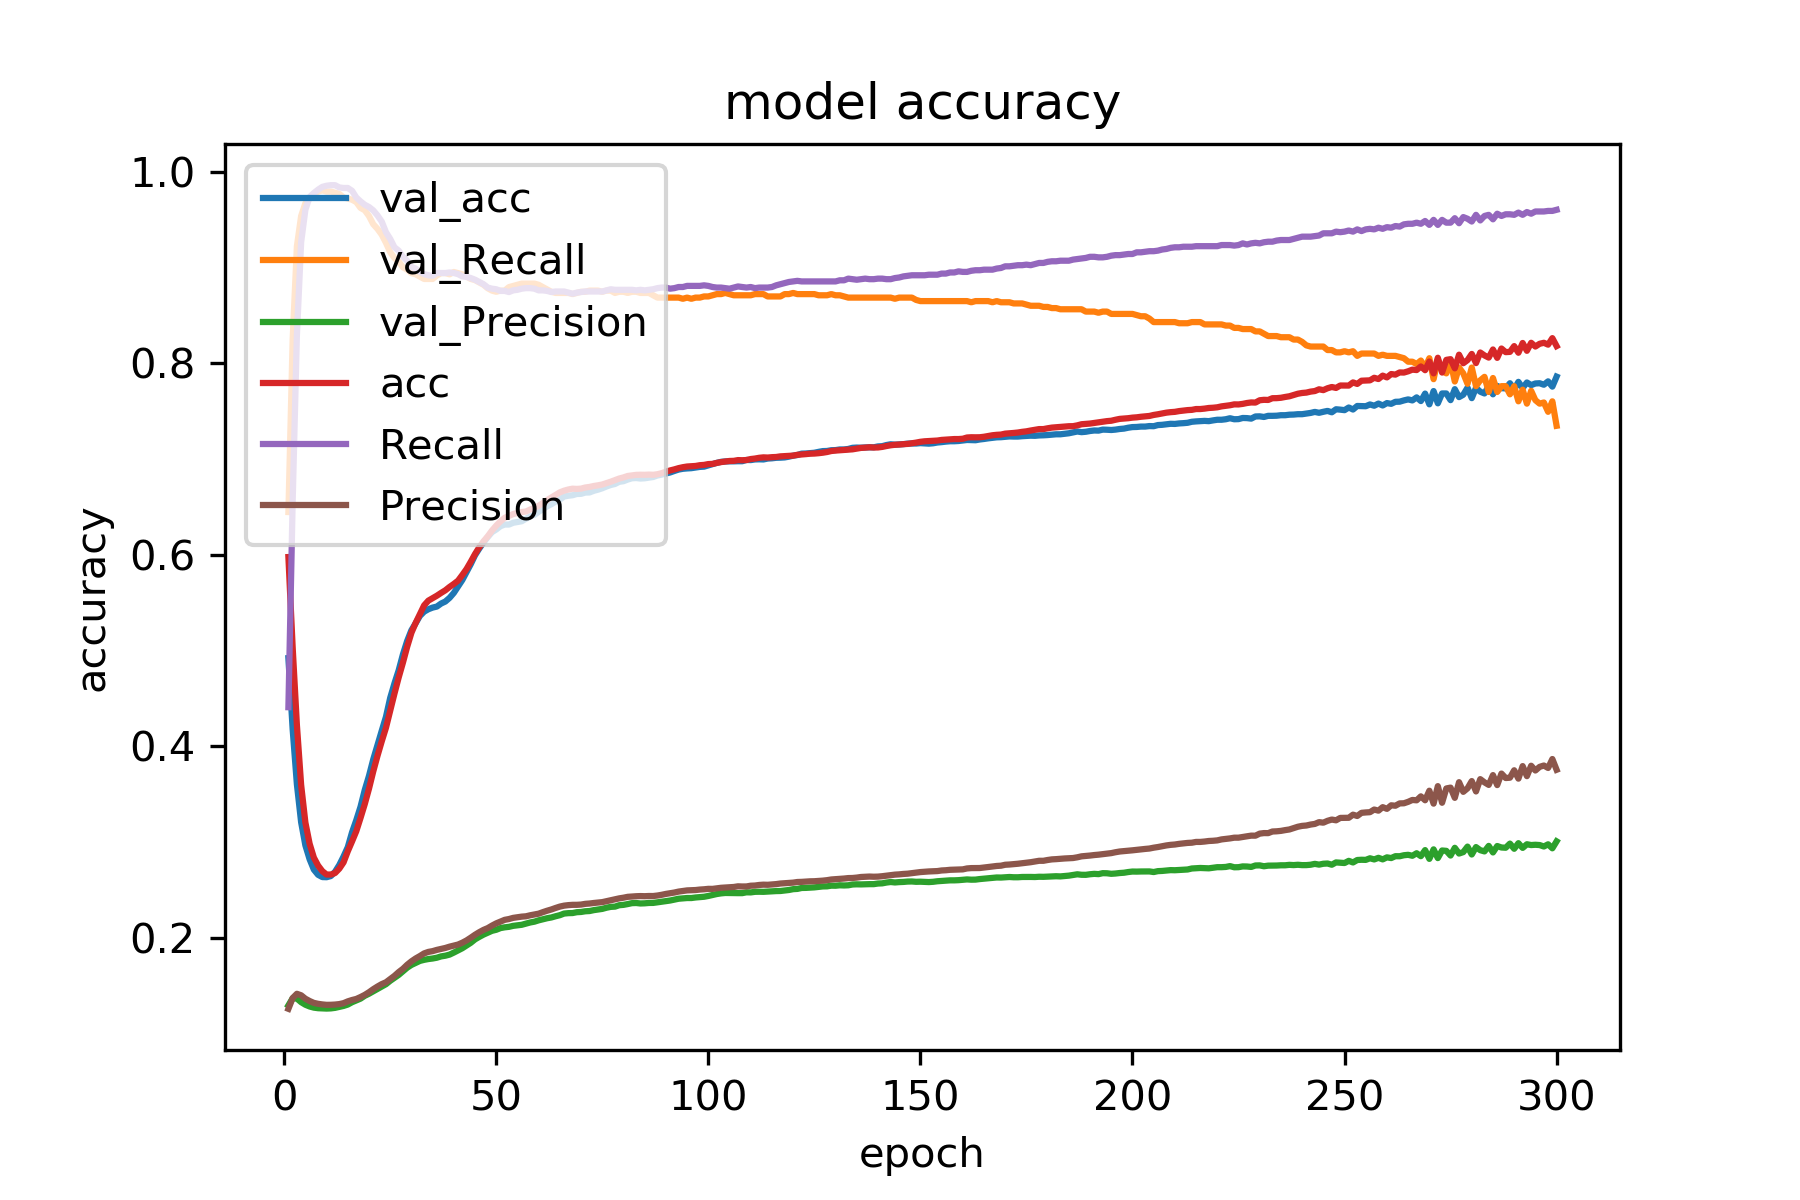 model accuracy
val_acc
val_Recall
val_Precision
acc
Recall
Precision
accuracy
1.0
0.8
0.6
0.4
0.2
0 50 100 150 200 250 300
epoch